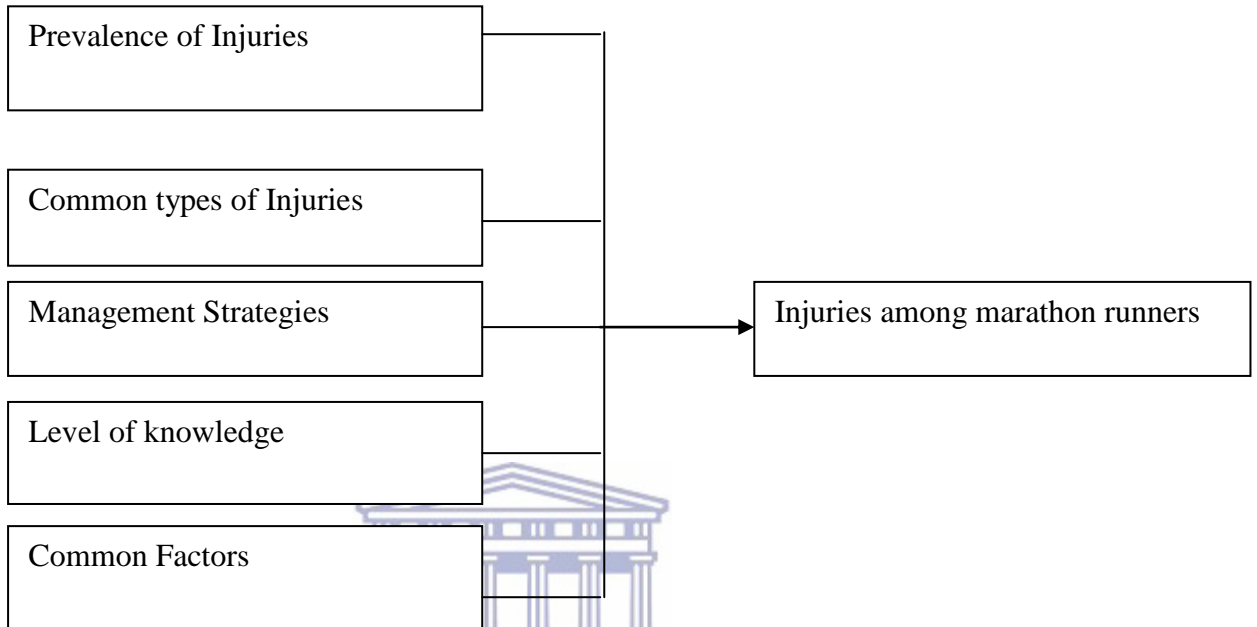 Prevalence of Injuries
Common types of Injuries
Management Strategies
Injuries among marathon runners
Level of knowledge
Common Factors